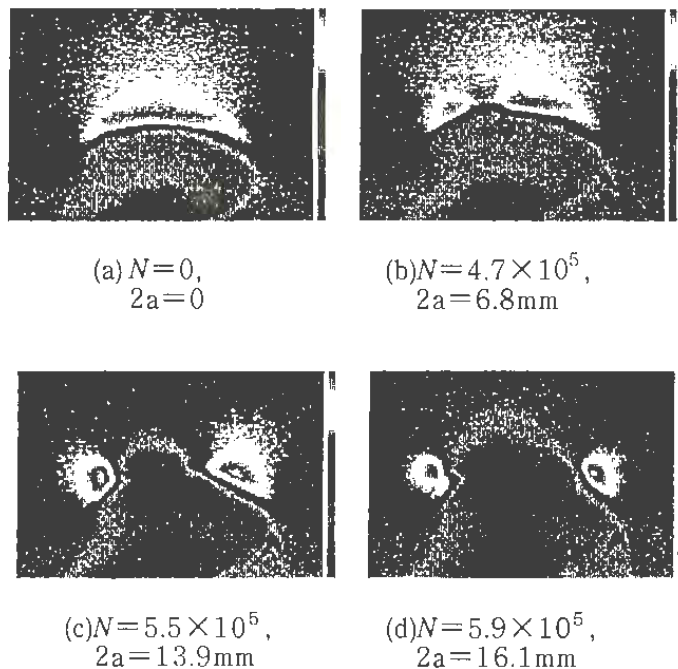 (a) N=0,
2a=0
(b)N=4.7×10⁵,
2a=6.8mm
(c)N=5.5×10⁵,
2a=13.9mm
(d)N=5.9×10⁵,
2a=16.1mm